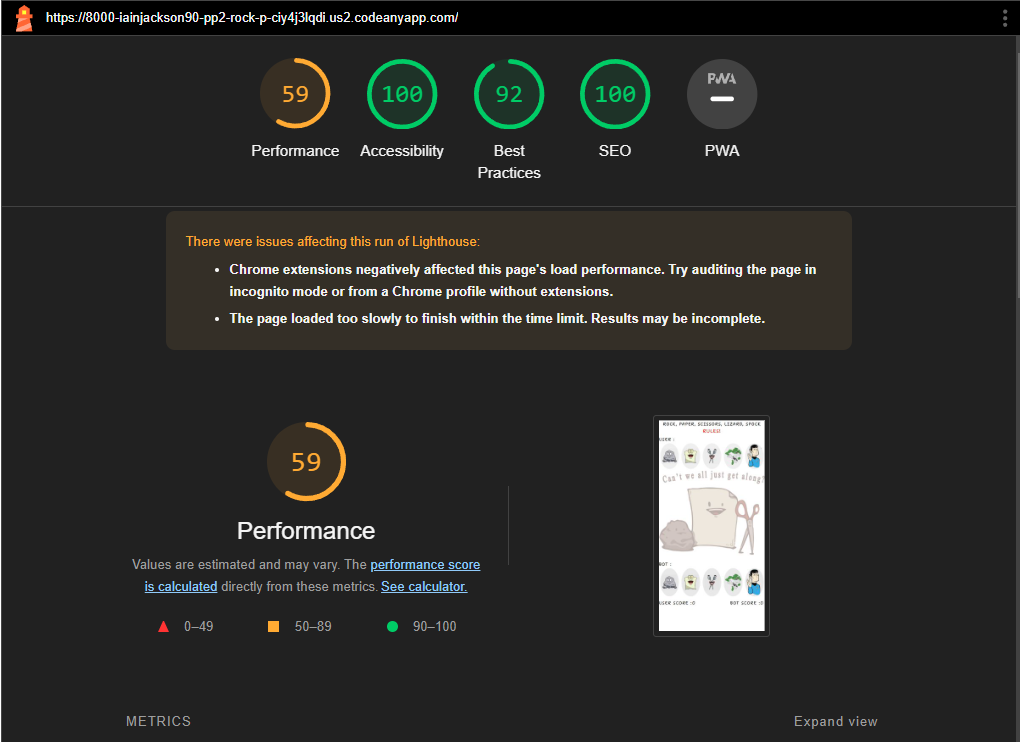 https://8000-iainjackson90-pp2-rock-p-ciy4j3lqdi.us2.codeanyapp.com/
59
100
92
100
PWA
Performance
Accessibility
Best
Practices
SEO
PWA
There were issues affecting this run of Lighthouse:
Chrome extensions negatively affected this page's load performance. Try auditing the page in
incognito mode or from a Chrome profile without extensions.
The page loaded too slowly to finish within the time limit. Results may be incomplete.
59
Performance
Values are estimated and may vary. The performance score
is calculated directly from these metrics. See calculator.
0–49
50–89
90–100
ROCK, PAPER, SCISSORS, LIZARD, SPOCK
RULES!
USER :
Can't we all just get along?
BOT :
USER SCORE :0
BOT SCORE :0
METRICS
Expand view